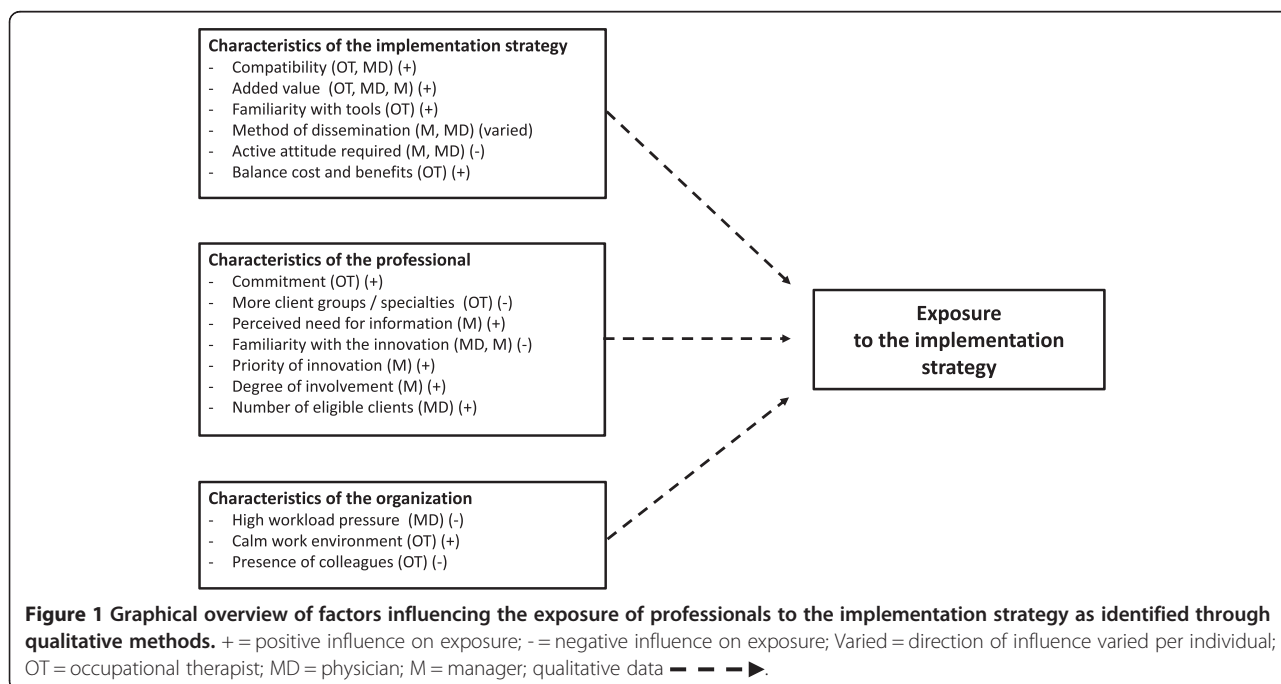 Characteristics of the implementation strategy
- Compatibility (OT, MD) (+)
- Added value (OT, MD, M) (+)
- Familiarity with tools (OT) (+)
- Method of dissemination (M, MD) (varied)
- Active attitude required (M, MD) (-)
- Balance cost and benefits (OT) (+)
Characteristics of the professional
- Commitment (OT) (+)
- More client groups / specialties (OT) (-)
- Perceived need for information (M) (+)
- Familiarity with the innovation (MD, M) (-)
- Priority of innovation (M) (+)
- Degree of involvement (M) (+)
- Number of eligible clients (MD) (+)
Characteristics of the organization
- High workload pressure (MD) (-)
- Calm work environment (OT) (+)
- Presence of colleagues (OT) (-)
Exposure
to the implementation
strategy
Figure 1 Graphical overview of factors influencing the exposure of professionals to the implementation strategy as identified through
qualitative methods. + = positive influence on exposure; - = negative influence on exposure; Varied = direction of influence varied per individual;
OT = occupational therapist; MD = physician; M = manager; qualitative data – – – ►.